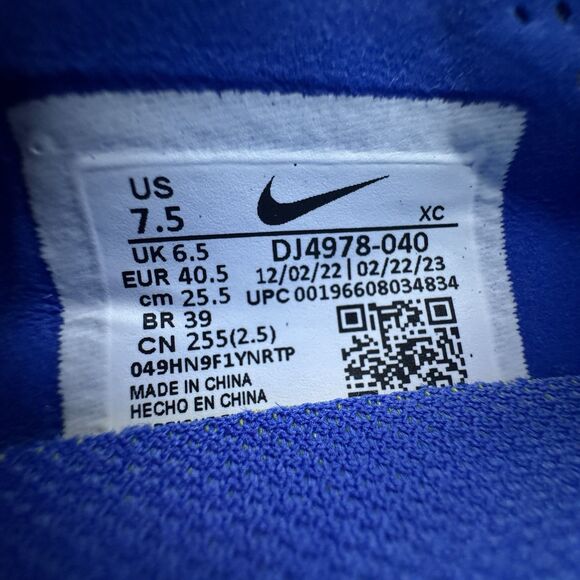 US
7.5
XC
UK 6.5
DJ4978-040
EUR 40.5
12/02/22 | 02/22/23
cm 25.5
UPC 00196608034834
BR 39
CN 255(2.5)
049HN9F1YNRTP
MADE IN CHINA
HECHO EN CHINA